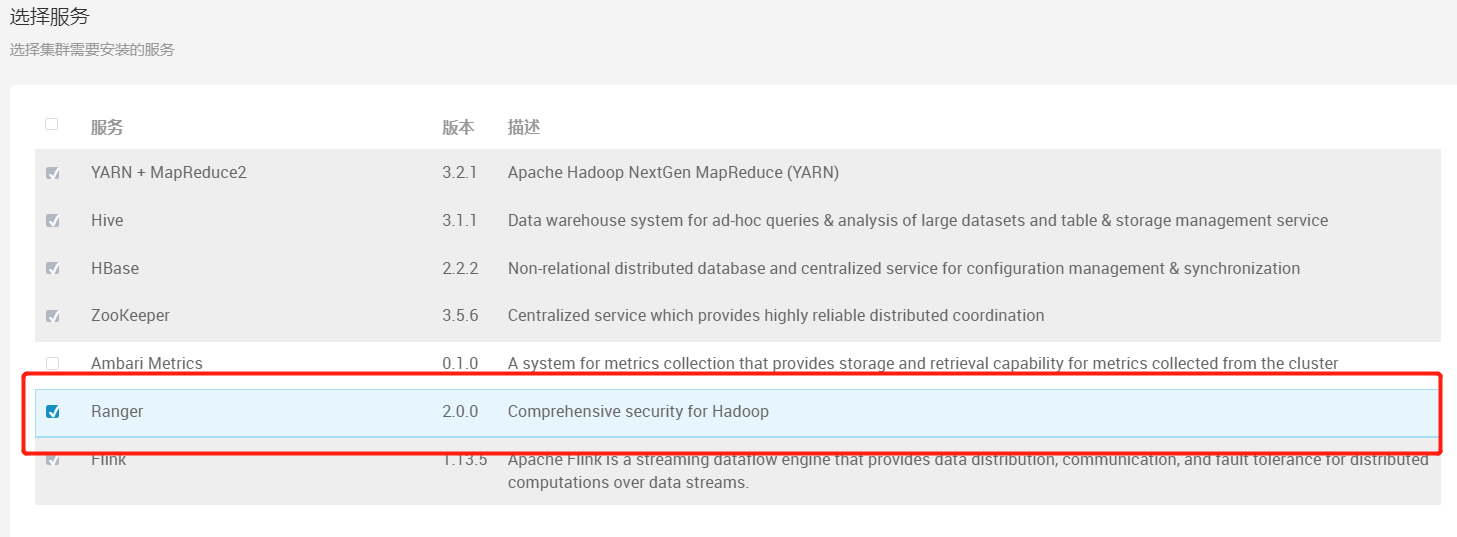 选择服务
选择集群需要安装的服务
服务 版本 描述
YARN + MapReduce2 3.2.1 Apache Hadoop NextGen MapReduce (YARN)
Hive 3.1.1 Data warehouse system for ad-hoc queries & analysis of large datasets and table & storage management service
HBase 2.2.2 Non-relational distributed database and centralized service for configuration management & synchronization
ZooKeeper 3.5.6 Centralized service which provides highly reliable distributed coordination
Ambari Metrics 0.1.0 A system for metrics collection that provides storage and retrieval capability for metrics collected from the cluster
Ranger 2.0.0 Comprehensive security for Hadoop
Flink 1.13.5 Apache Flink is a streaming dataflow engine that provides data distribution, communication, and fault tolerance for distributed
computations over data streams.